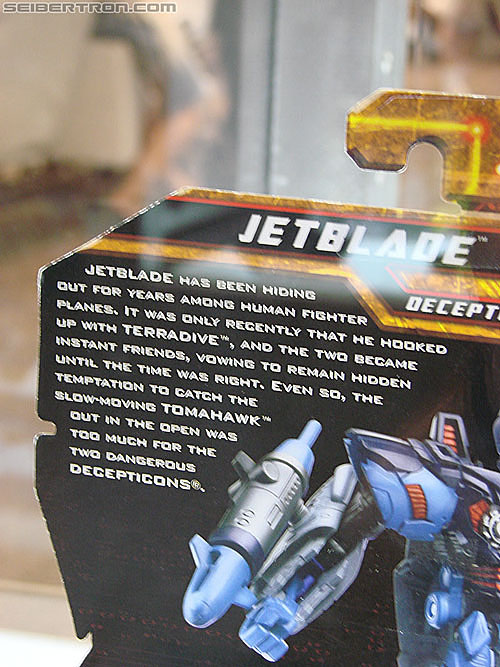 SEIBERTRON.COM
JETBLADE™
JETBLADE HAS BEEN HIDING
OUT FOR YEARS AMONG HUMAN FIGHTER
PLANES. IT WAS ONLY RECENTLY THAT HE HOOKED
UP WITH TERRADIVE™, AND THE TWO BECAME
INSTANT FRIENDS, VOWING TO REMAIN HIDDEN
UNTIL THE TIME WAS RIGHT. EVEN SO, THE
TEMPTATION TO CATCH THE
SLOW-MOVING TOMAHAWK™
OUT IN THE OPEN WAS
TOO MUCH FOR THE
TWO DANGEROUS
DECEPTICONS®.
DECEPTI